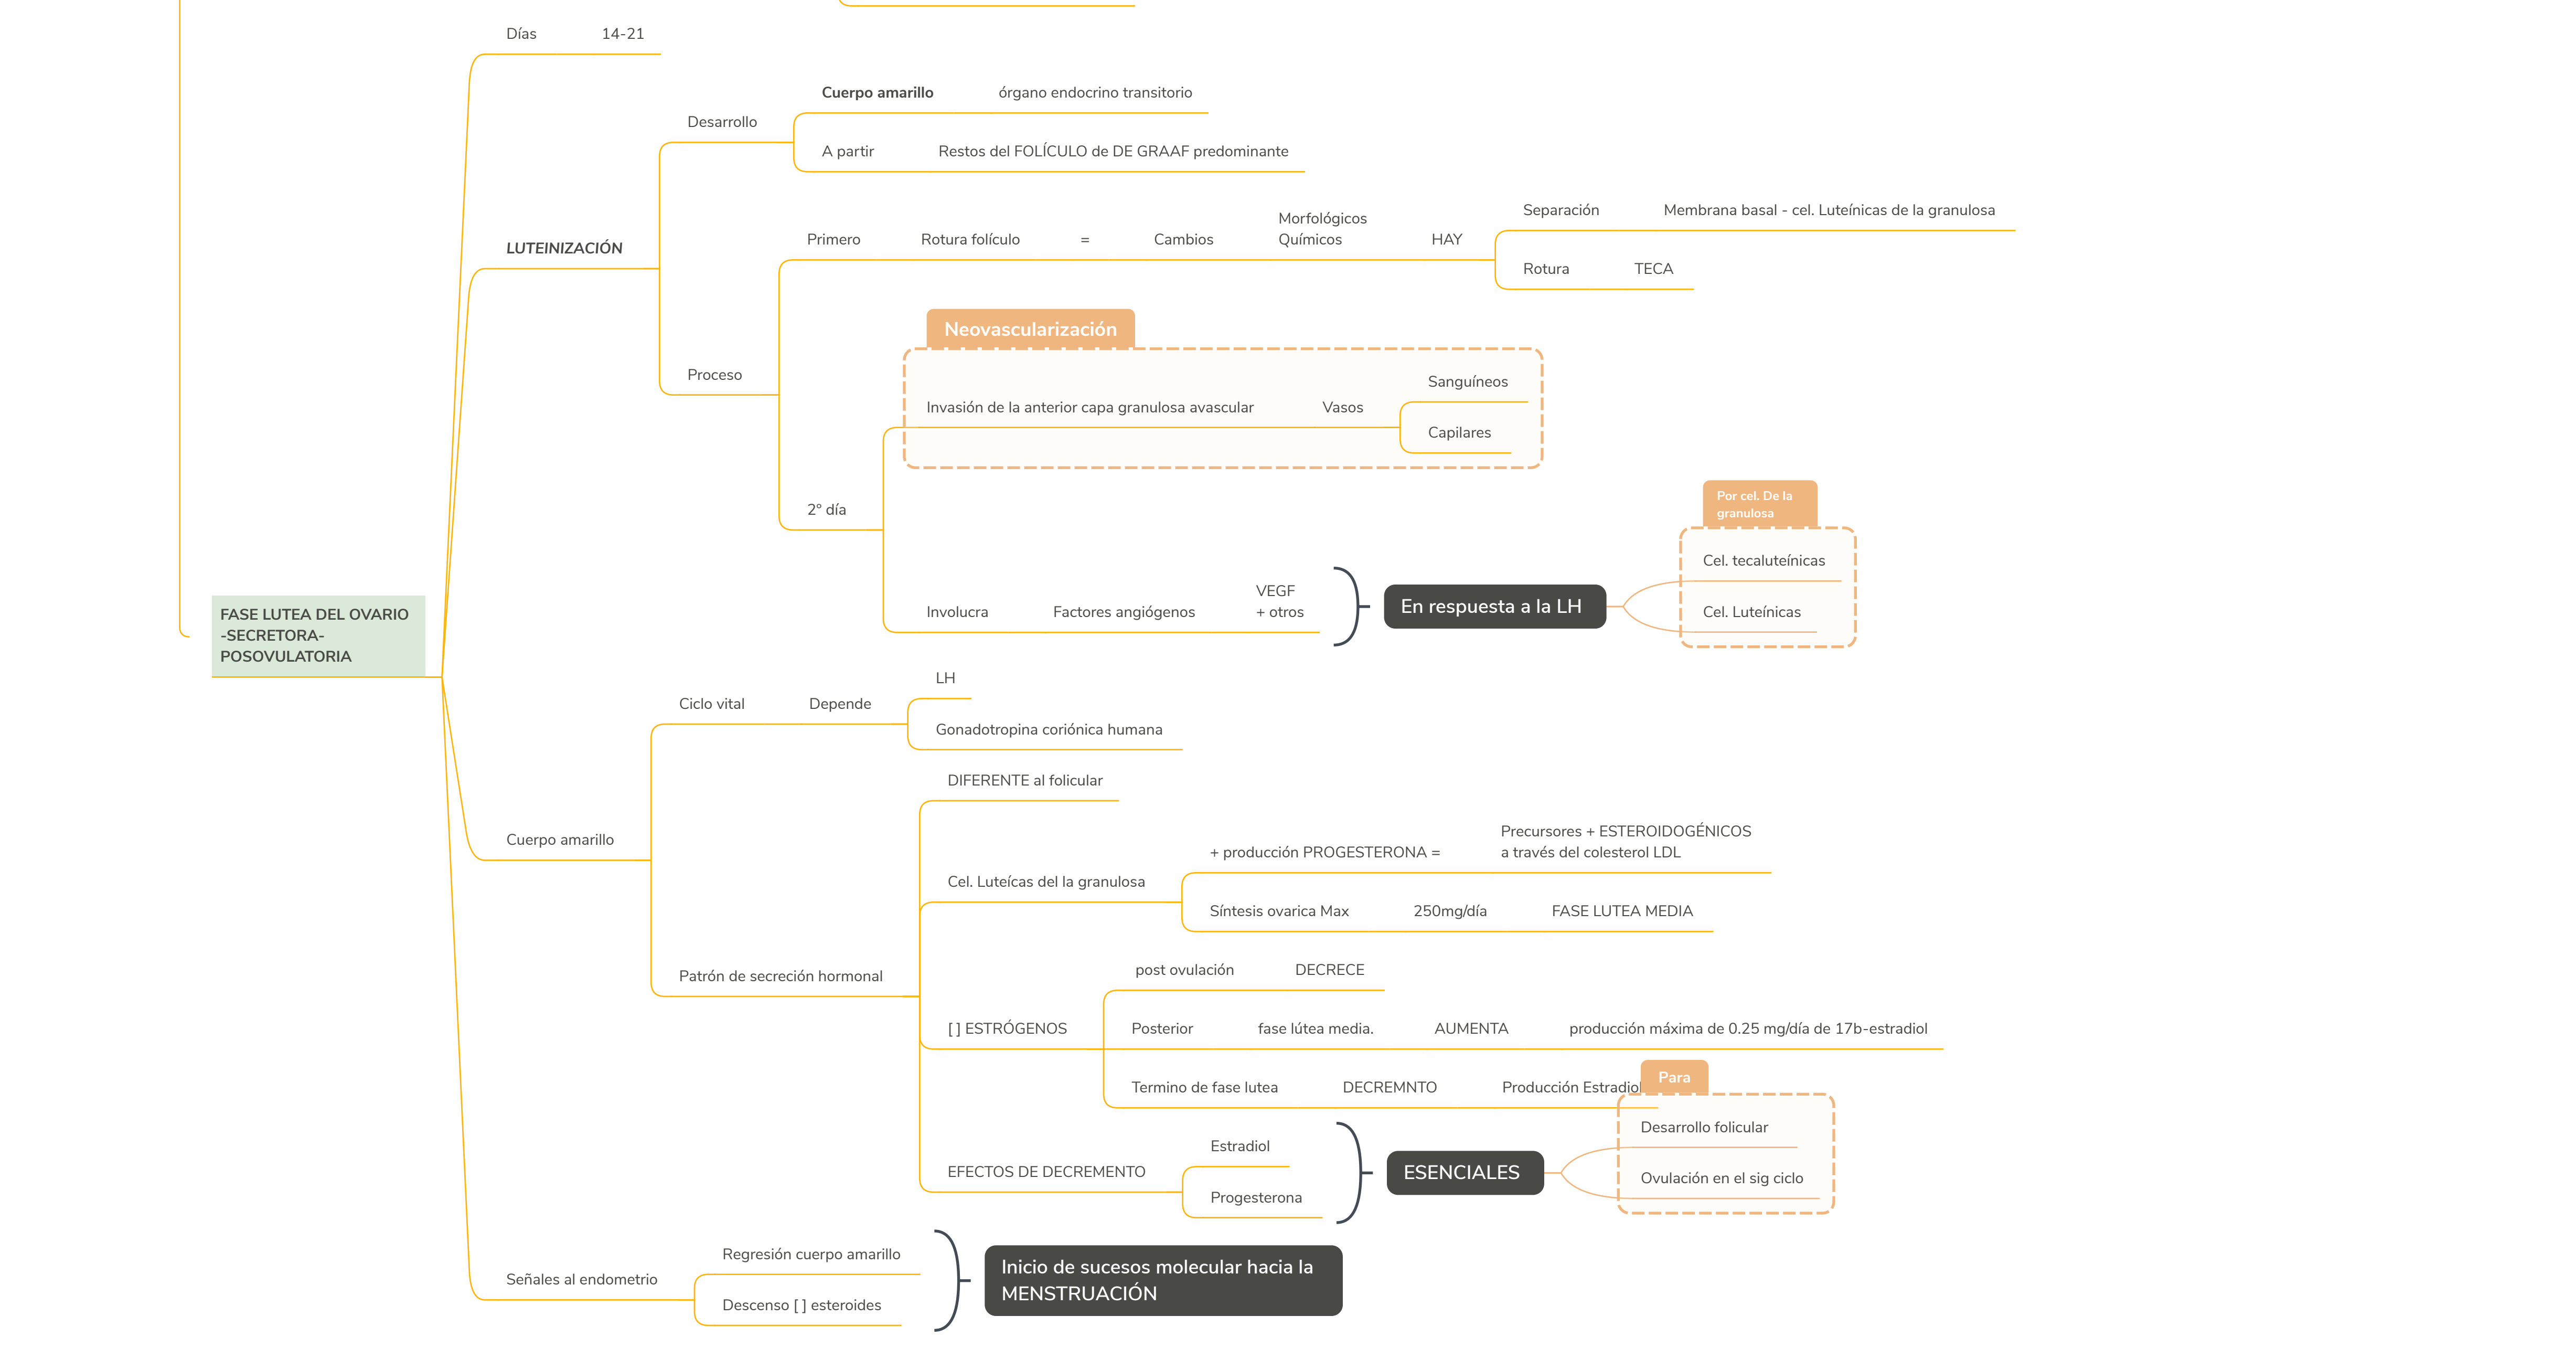 Días 14-21
Cuerpo amarillo órgano endocrino transitorio
Desarrollo
A partir Restos del FOLÍCULO de DE GRAAF predominante
LUTEINIZACIÓN
Morfológicos
Primero Rotura folículo = Cambios Químicos HAY
Separación Membrana basal - cel. Luteínicas de la granulosa
Rotura TECA
Proceso
Neovascularización
Invasión de la anterior capa granulosa avascular Vasos
Sanguíneos
Capilares
2° día
Involucra Factores angiógenos
VEGF
+ otros
En respuesta a la LH
Por cel. De la
granulosa
Cel. tecaluteínicas
Cel. Luteínicas
FASE LUTEA DEL OVARIO
-SECRETORA-
POSOVULATORIA
Ciclo vital Depende
LH
Gonadotropina coriónica humana
Cuerpo amarillo
DIFERENTE al folicular
Cel. Luteícas del la granulosa
+ producción PROGESTERONA =
Precursores + ESTEROIDOGÉNICOS
a través del colesterol LDL
Síntesis ovarica Max 250mg/día FASE LUTEA MEDIA
Patrón de secreción hormonal
post ovulación DECRECE
[ ] ESTRÓGENOS
Posterior fase lútea media. AUMENTA producción máxima de 0.25 mg/día de 17b-estradiol
Termino de fase lutea DECREMNTO Producción Estradiol
EFECTOS DE DECREMENTO
Estradiol
Progesterona
ESENCIALES
Para
Desarrollo folicular
Ovulación en el sig ciclo
Señales al endometrio
Regresión cuerpo amarillo
Descenso [ ] esteroides
Inicio de sucesos molecular hacia la
MENSTRUACIÓN